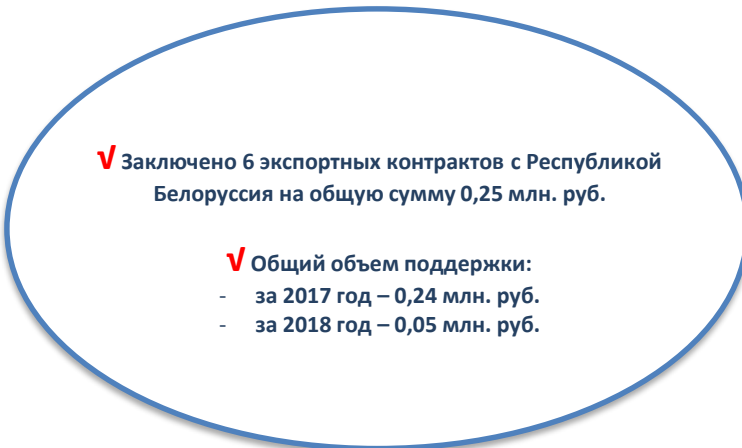 √ Заключено 6 экспортных контрактов с Республикой
Белоруссия на общую сумму 0,25 млн. руб.
√ Общий объем поддержки:
- за 2017 год – 0,24 млн. руб.
- за 2018 год – 0,05 млн. руб.